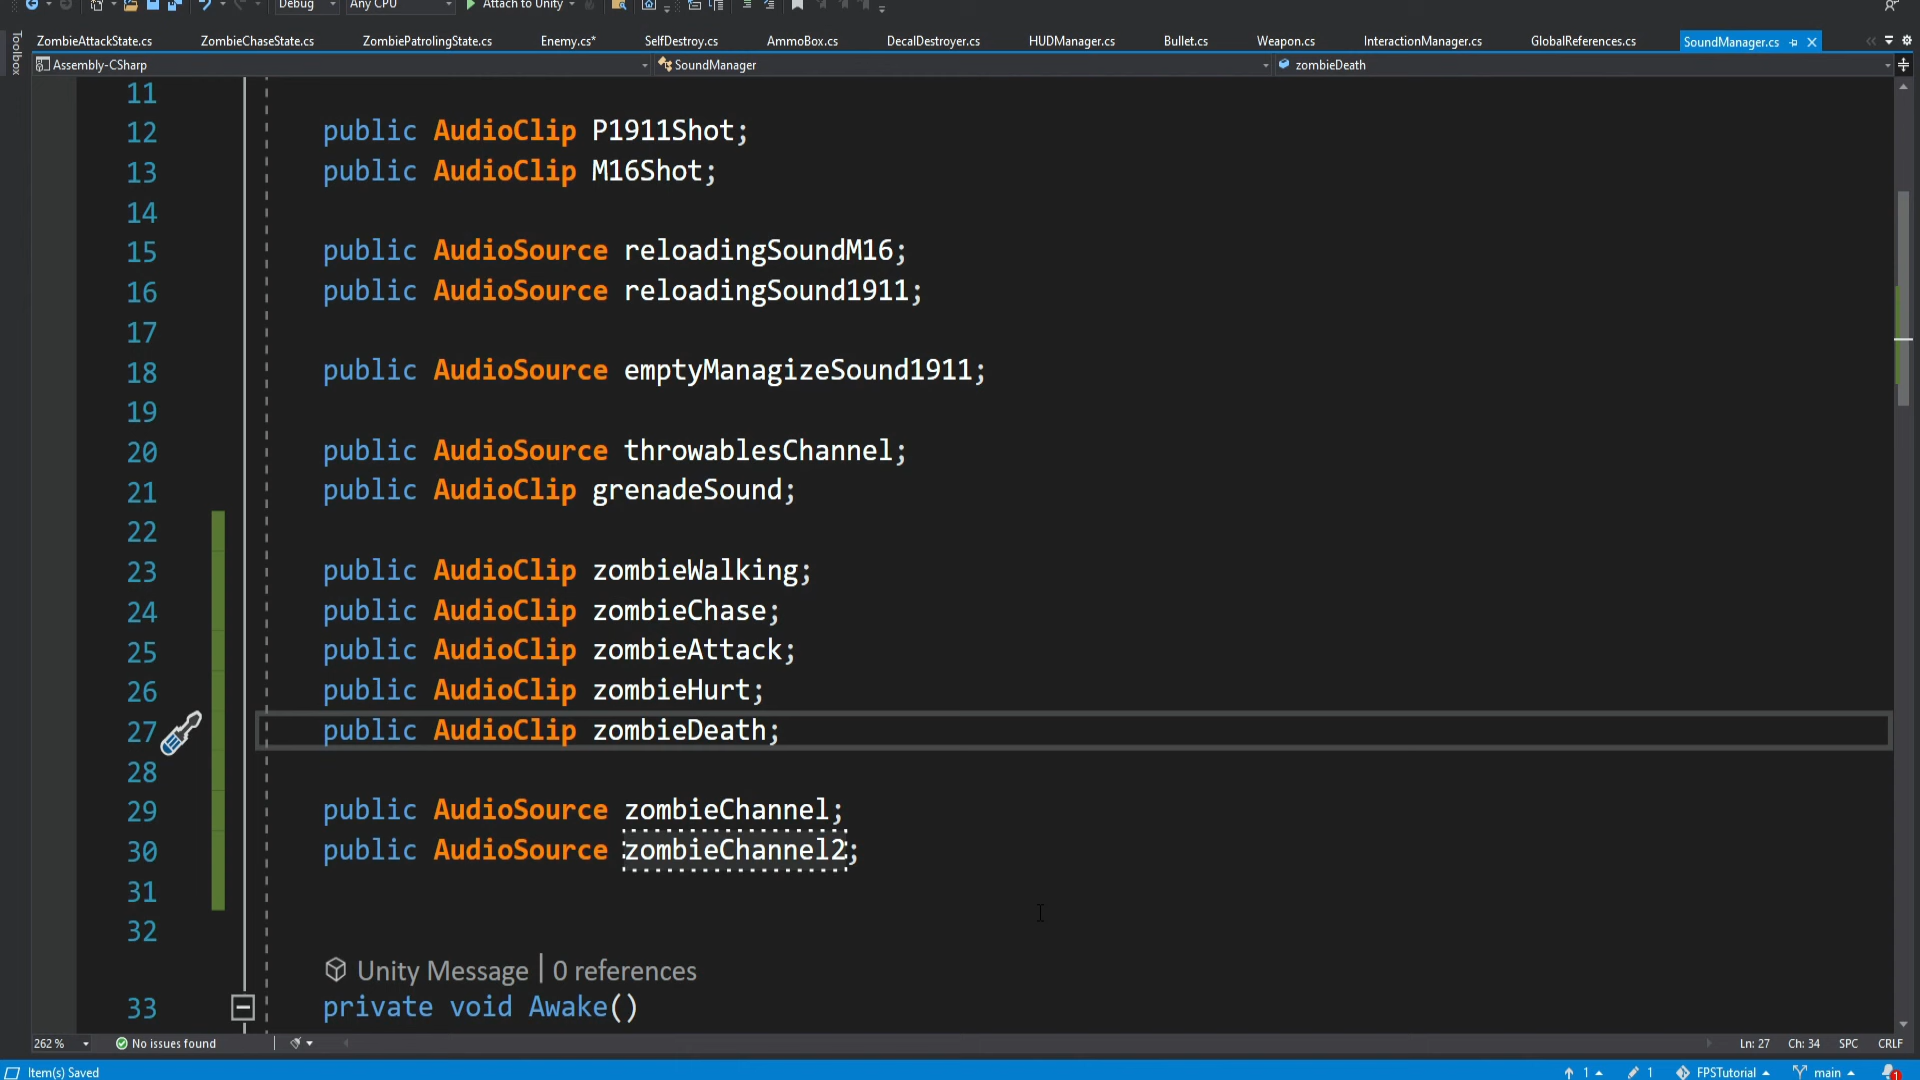 Debug Any CPU Attach to Unity
ZombieAttackState.cs ZombieChaseState.cs ZombiePatrolingState.cs Enemy.cs* SelfDestroy.cs AmmoBox.cs DecalDestroyer.cs HUDManager.cs Bullet.cs Weapon.cs InteractionManager.cs GlobalReferences.cs SoundManager.cs
Toolbox
Assembly-CSharp SoundManager zombieDeath
11
12 public AudioClip P1911Shot;
13 public AudioClip M16Shot;
14
15 public AudioSource reloadingSoundM16;
16 public AudioSource reloadingSound1911;
17
18 public AudioSource emptyManagizeSound1911;
19
20 public AudioSource throwablesChannel;
21 public AudioClip grenadeSound;
22
23 public AudioClip zombieWalking;
24 public AudioClip zombieChase;
25 public AudioClip zombieAttack;
26 public AudioClip zombieHurt;
27 public AudioClip zombieDeath;
28
29 public AudioSource zombieChannel;
30 public AudioSource zombieChannel2;
31
32
Unity Message | 0 references
33 private void Awake()
262 % No issues found Ln: 27 Ch: 34 SPC CRLF
Item(s) Saved 1 1 FPSTutorial main 1